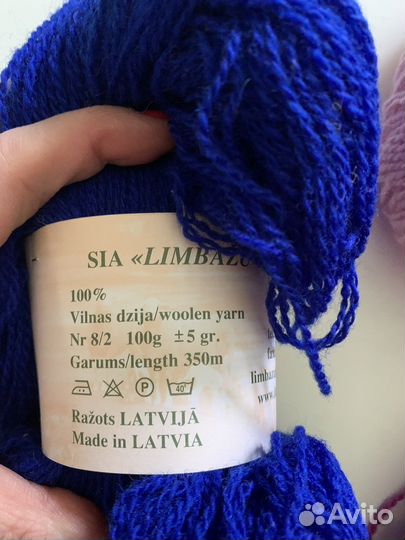 SIA «LIMBAŽU
100%
Vilnas dzija/woolen yarn
Nr 8/2 100g ±5 gr.
Garums/length 350m
P 40°
Ražots LATVIJĀ
Made in LATVIA
Avito